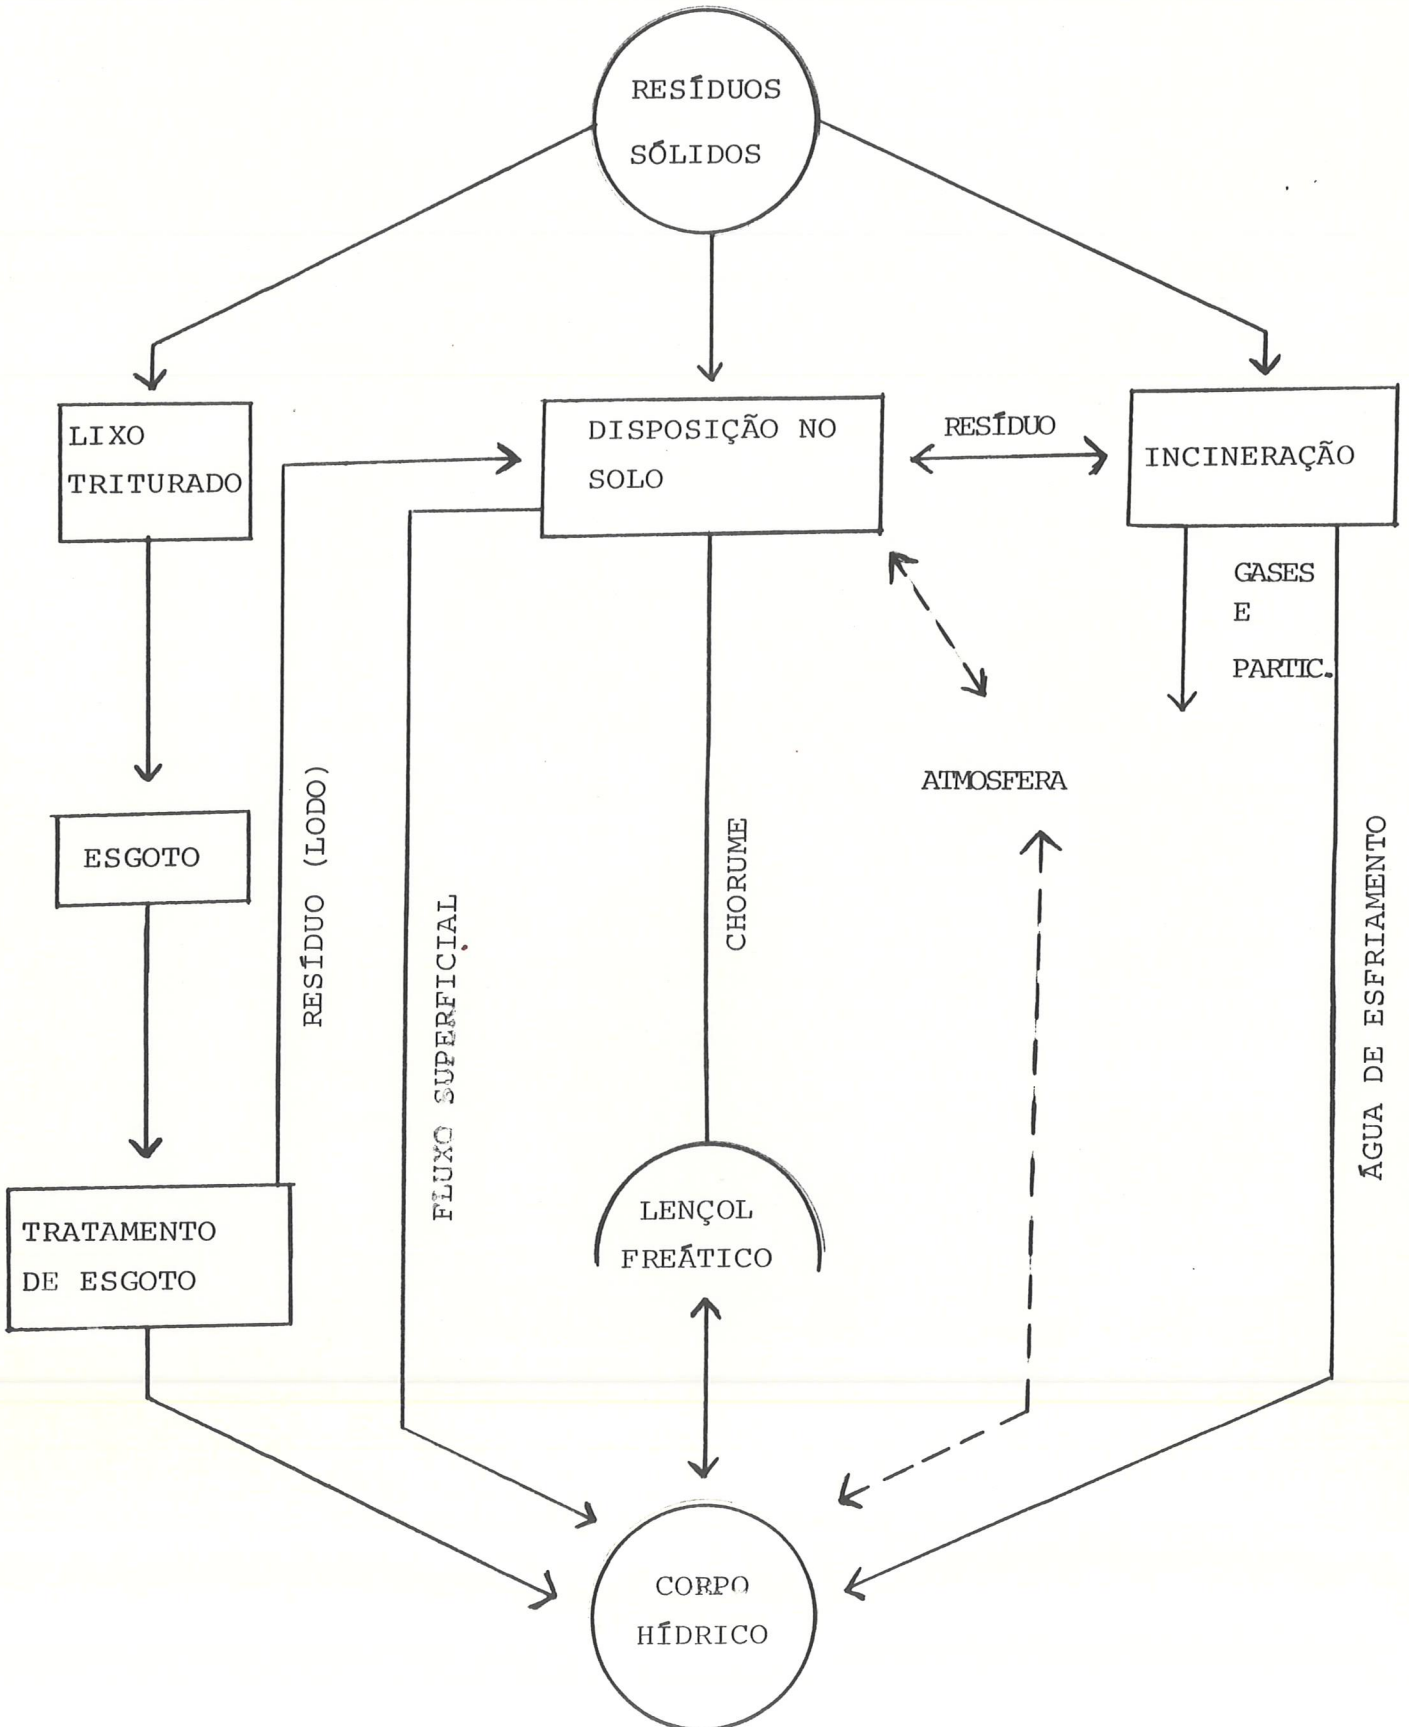 RESÍDUOS
SÓLIDOS
LIXO
TRITURADO
DISPOSIÇÃO NO
SOLO
RESÍDUO
INCINERAÇÃO
GASES
E
PARTIC.
ATMOSFERA
ESGOTO
RESÍDUO (LODO)
FLUXO SUPERFICIAL
CHORUME
ÁGUA DE ESFRIAMENTO
TRATAMENTO
DE ESGOTO
LENÇOL
FREÁTICO
CORPO
HÍDRICO